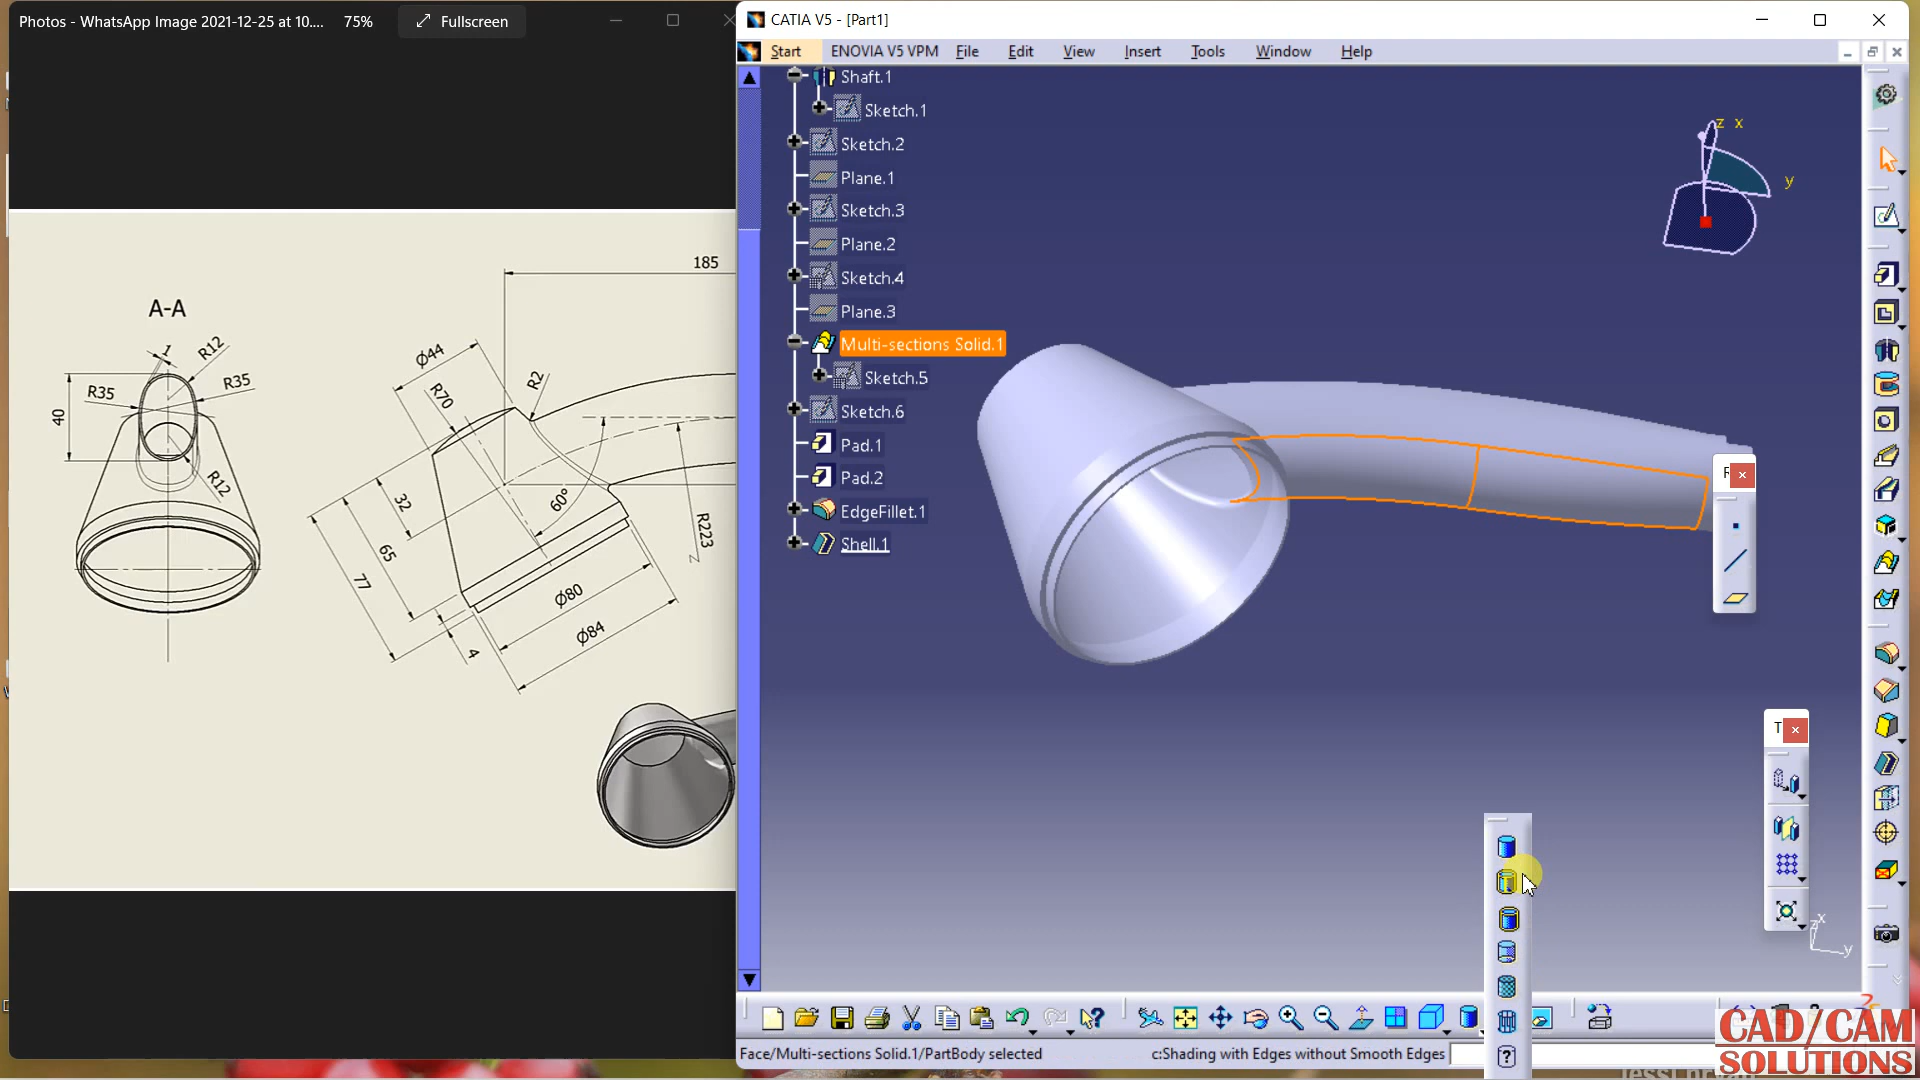 Photos - WhatsApp Image 2021-12-25 at 10....
75%
Fullscreen
CATIA V5 - [Part1]
Start
ENOVIA V5 VPM
File
Edit
View
Insert
Tools
Window
Help
Shaft.1
Sketch.1
Sketch.2
Plane.1
Sketch.3
Plane.2
Sketch.4
Plane.3
Multi-sections Solid.1
Sketch.5
Sketch.6
Pad.1
Pad.2
EdgeFillet.1
Shell.1
z x
y
A-A
1
R12
R35
R35
40
R12
185
Ø44
R70
R2
32
60°
65
R223
77
Ø80
Ø84
4
T
x
z
y
Face/Multi-sections Solid.1/PartBody selected
c:Shading with Edges without Smooth Edges
CAD/CAM
SOLUTIONS